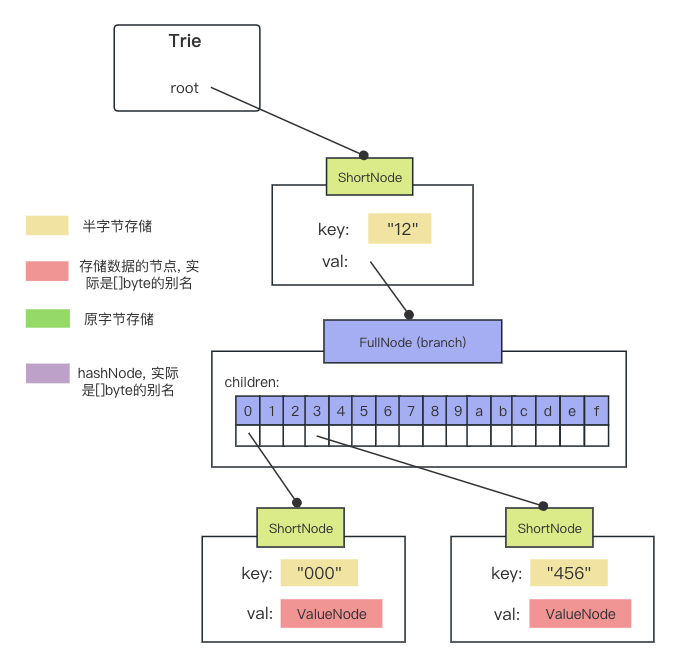 Trie
root
ShortNode
key: "12"
val:
半字节存储
存储数据的节点, 实
际是[]byte的别名
原字节存储
hashNode, 实际
是[]byte的别名
FullNode (branch)
children:
0 1 2 3 4 5 6 7 8 9 a b c d e f
ShortNode
key: "000"
val: ValueNode
ShortNode
key: "456"
val: ValueNode